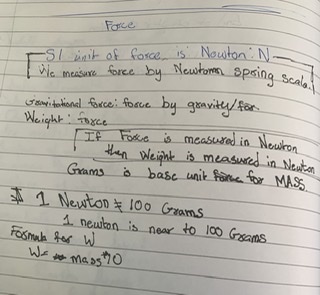 Force
SI unit of force is Newton: N
We measure force by Newtonn spring scale.
Gravitational force: force by gravity/for
Weight: force
If Force is measured in Newton
then Weight is measured in Newton
Grams is base unit for MASS
1 Newton ≠ 100 Grams
1 newton is near to 100 Grams
Formula for W
W= mass*10